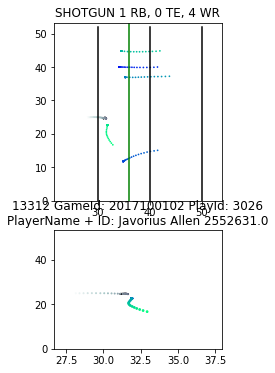 SHOTGUN 1 RB, 0 TE, 4 WR
50
40
30
20
10
0
30 40 50
13312 GameId: 2017100102 PlayId: 3026
PlayerName + ID: Javorius Allen 2552631.0
40
20
0
27.5 30.0 32.5 35.0 37.5